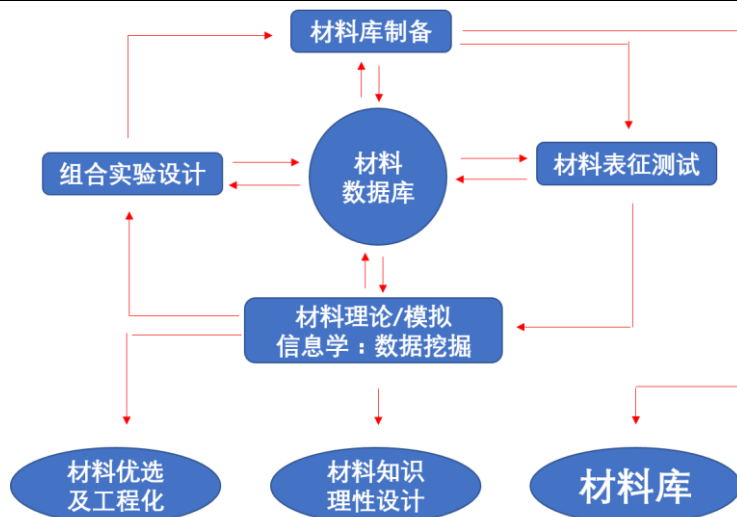 材料库制备
组合实验设计
材料
数据库
材料表征测试
材料理论/模拟
信息学：数据挖掘
材料优选
及工程化
材料知识
理性设计
材料库